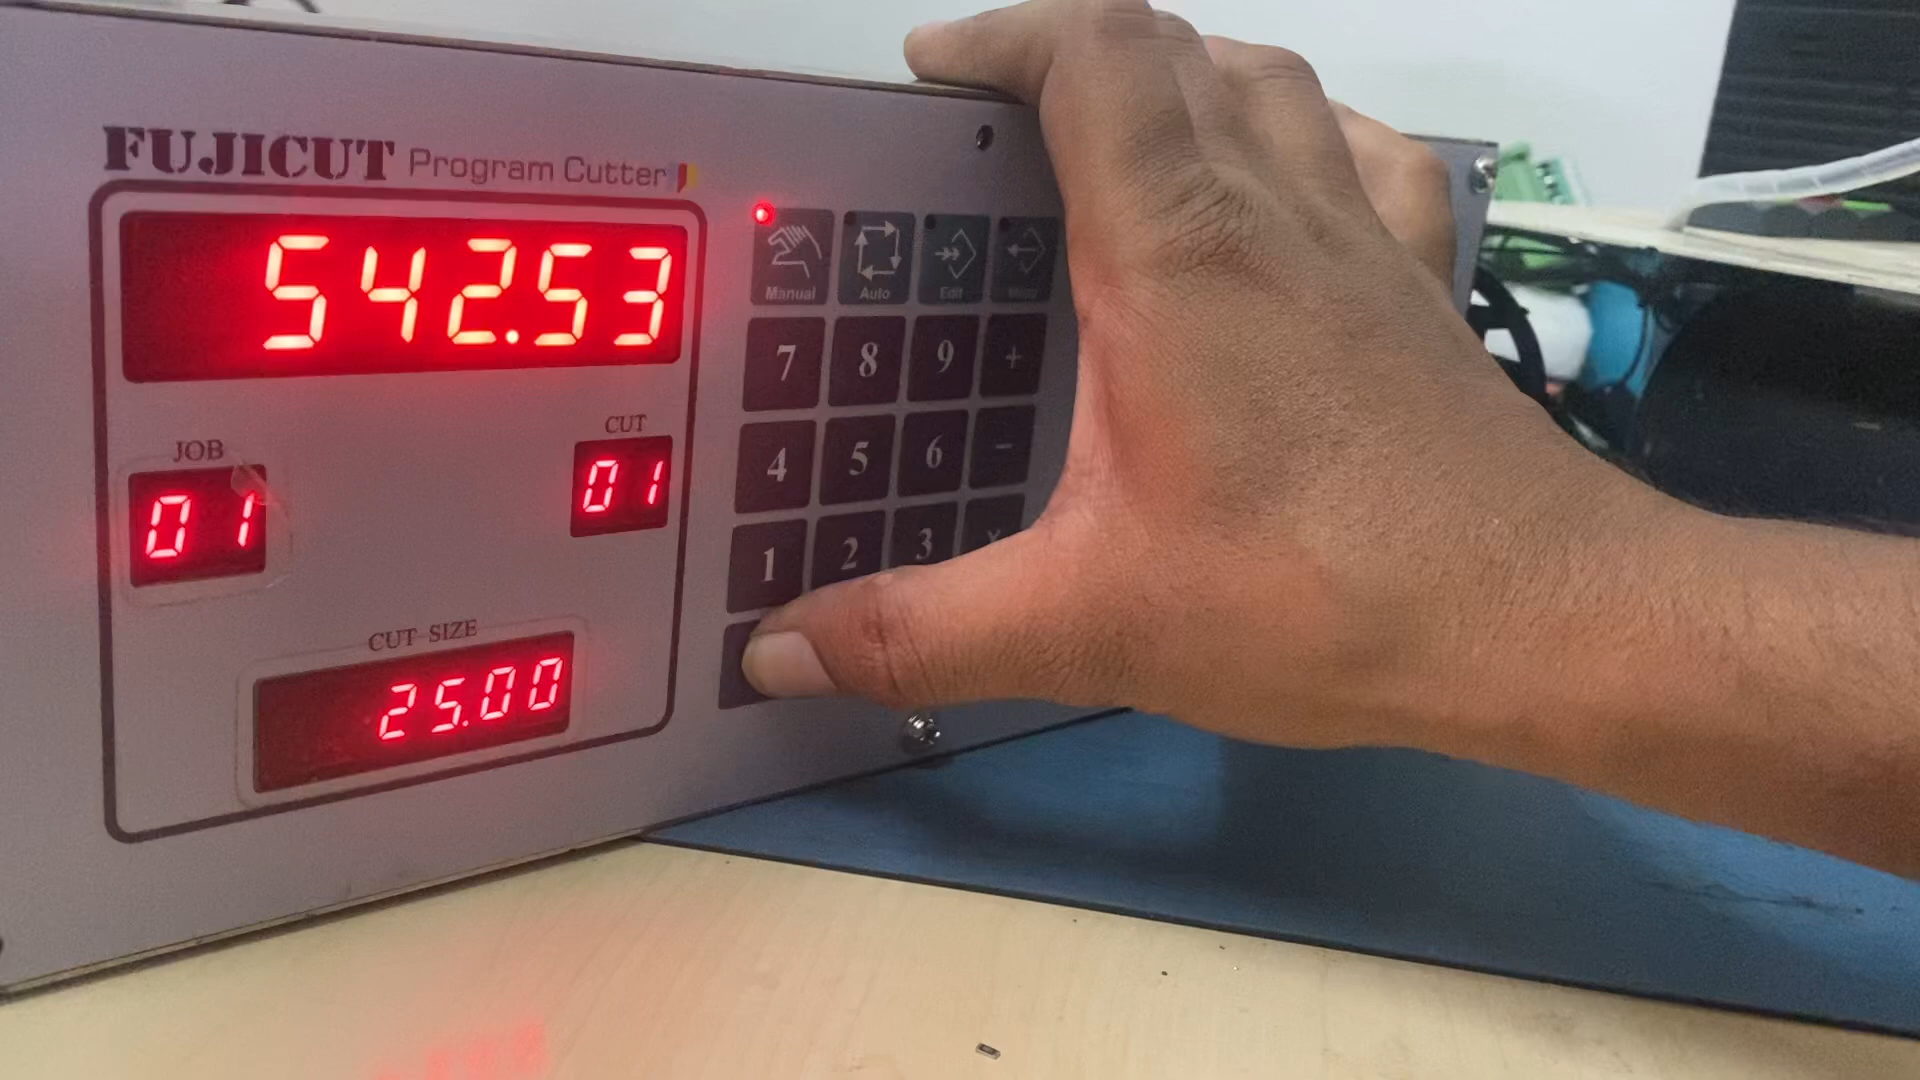 FUJICUT Program Cutter
542.53
JOB
01
CUT
01
CUT SIZE
25.00
Manual
Auto
Edit
7
8
9
+
4
5
6
−
1
2
3